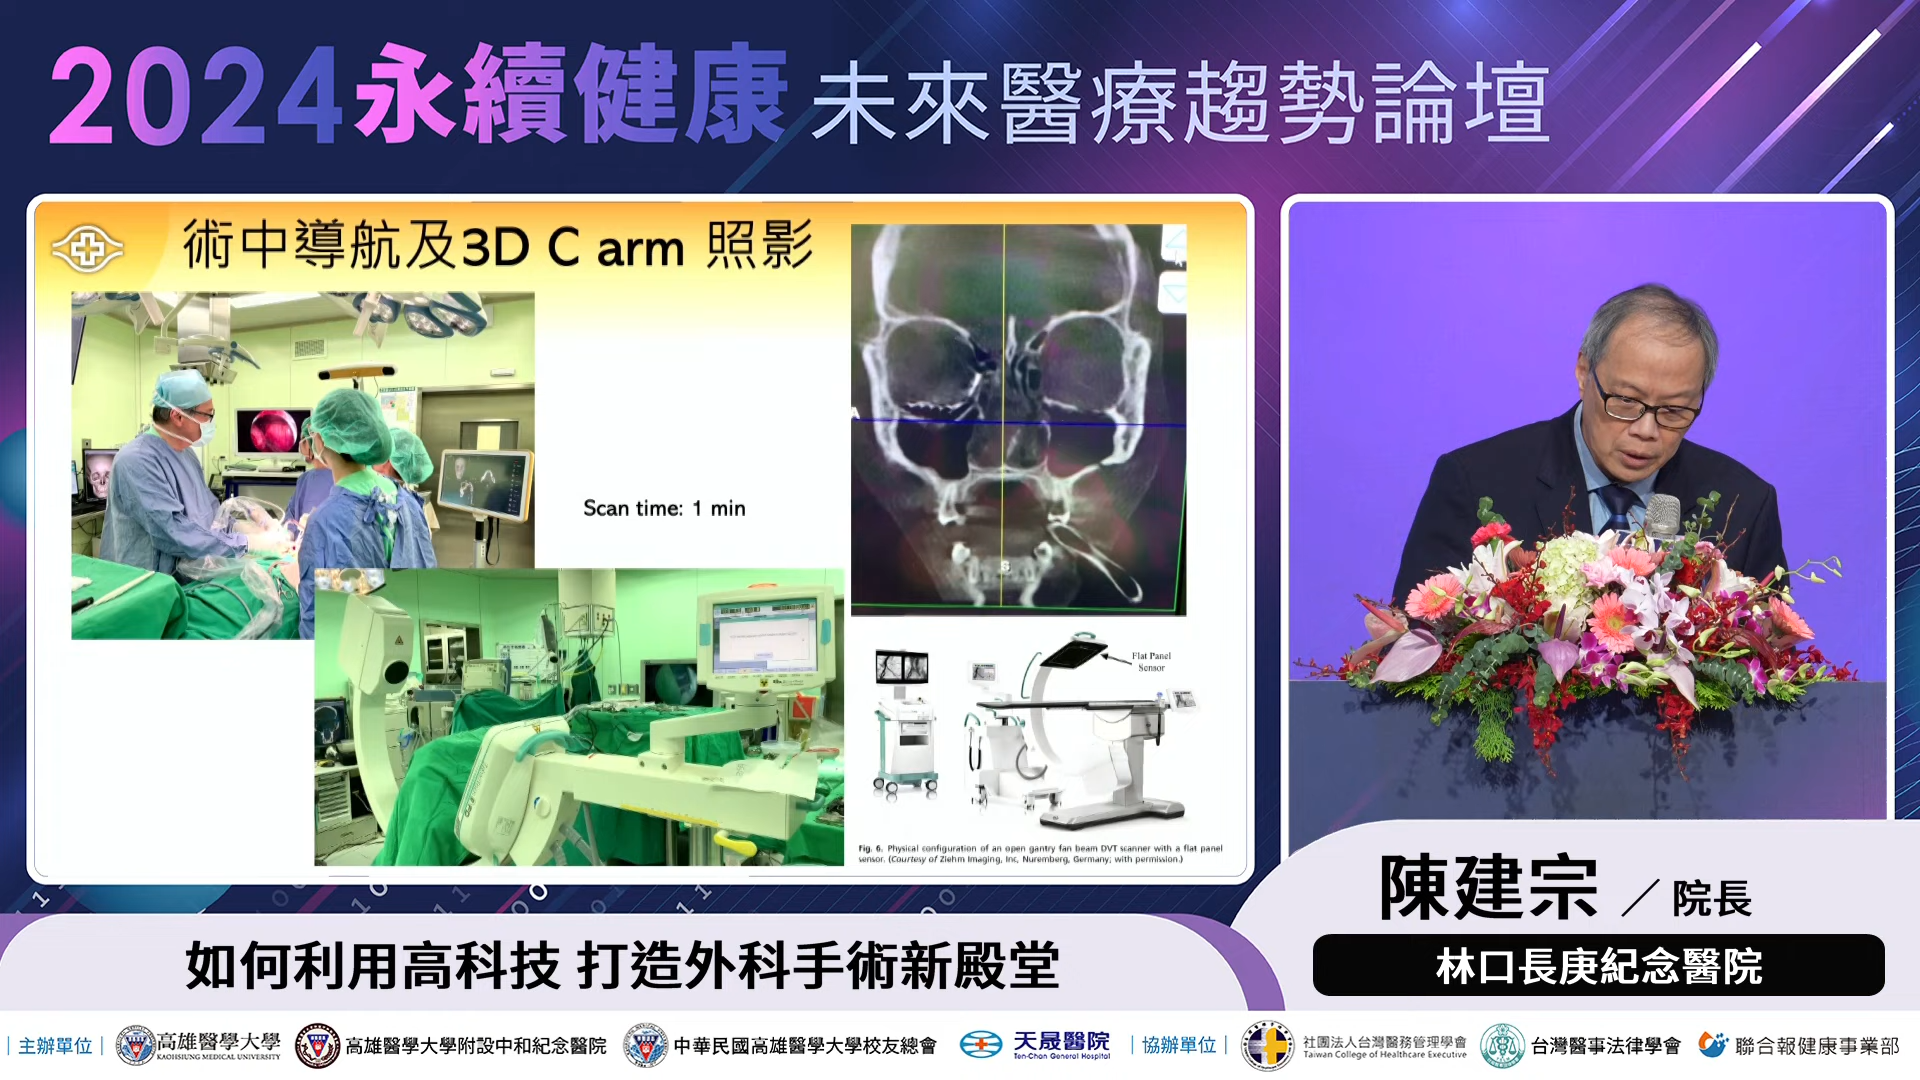 2024永續健康 未來醫療趨勢論壇
術中導航及3D C arm 照影
Scan time: 1 min
A
S
Flat Panel
Sensor
Fig. 6. Physical configuration of an open gantry fan beam DVT scanner with a flat panel
sensor. (Courtesy of Ziehm Imaging, Inc, Nuremberg, Germany; with permission.)
陳建宗 ／ 院長
林口長庚紀念醫院
如何利用高科技 打造外科手術新殿堂
主辦單位
高雄醫學大學
KAOHSIUNG MEDICAL UNIVERSITY
高雄醫學大學附設中和紀念醫院
中華民國高雄醫學大學校友總會
天晟醫院
Ten-Chan General Hospital
協辦單位
社團法人台灣醫務管理學會
Taiwan College of Healthcare Executive
台灣醫事法律學會
聯合報健康事業部